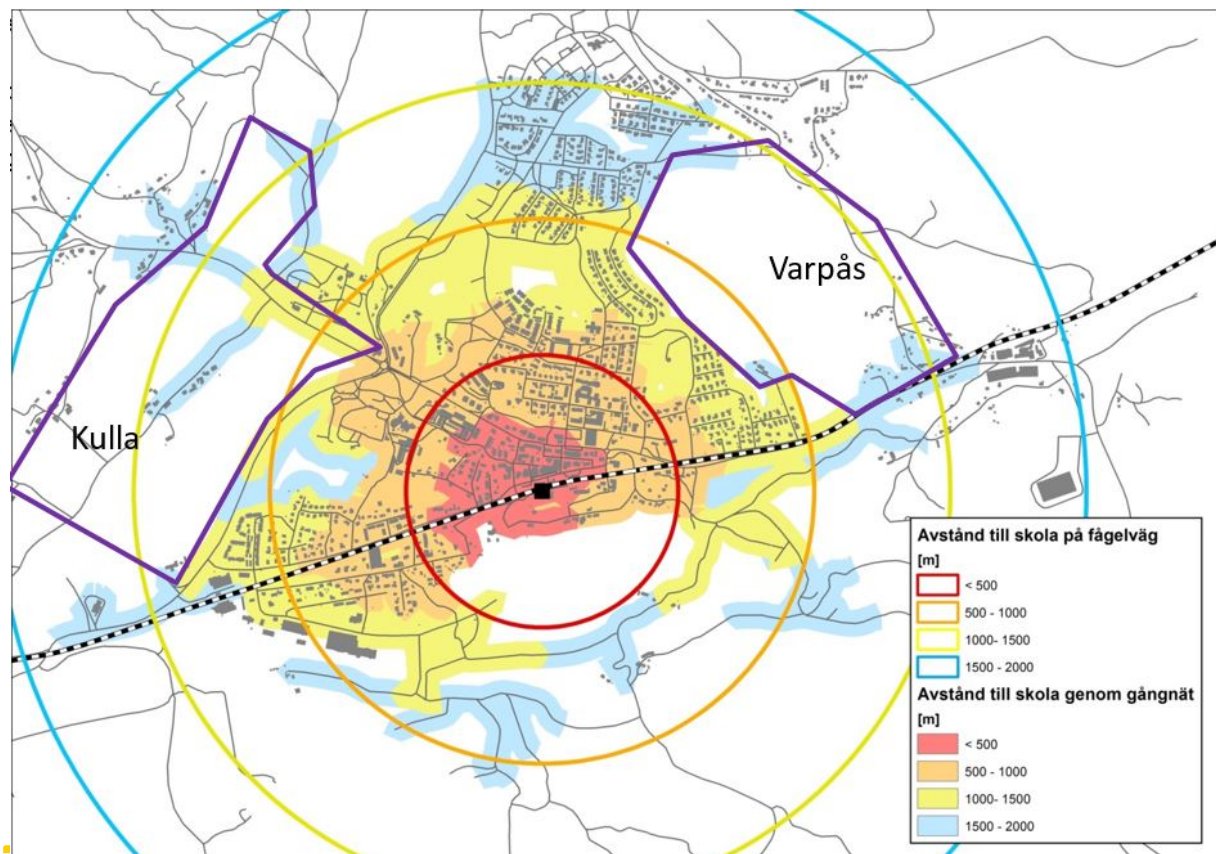 Varpås
Kulla
Avstånd till skola på fågelväg
[m]
< 500
500 - 1000
1000- 1500
1500 - 2000
Avstånd till skola genom gångnät
[m]
< 500
500 - 1000
1000- 1500
1500 - 2000